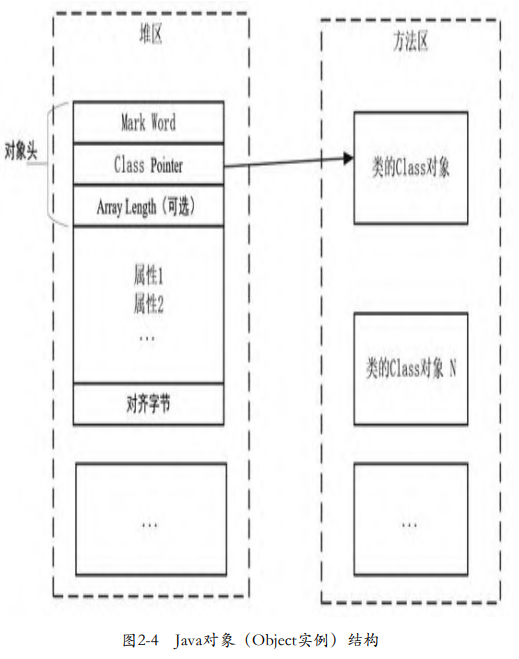 堆区
方法区
对象头
Mark Word
Class Pointer
Array Length（可选）
属性1
属性2
...
对齐字节
...
类的Class对象
类的Class对象 N
...
图2-4 Java对象（Object实例）结构